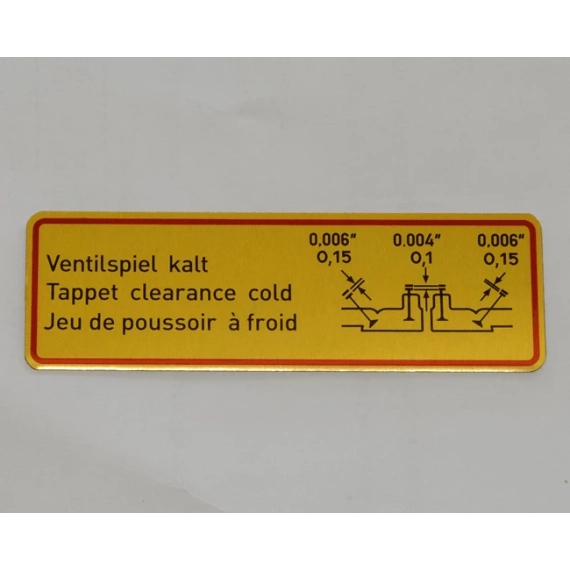 Ventilspiel kalt
Tappet clearance cold
Jeu de poussoir à froid
0,006" 0.004" 0,006"
0,15 0,1 0,15